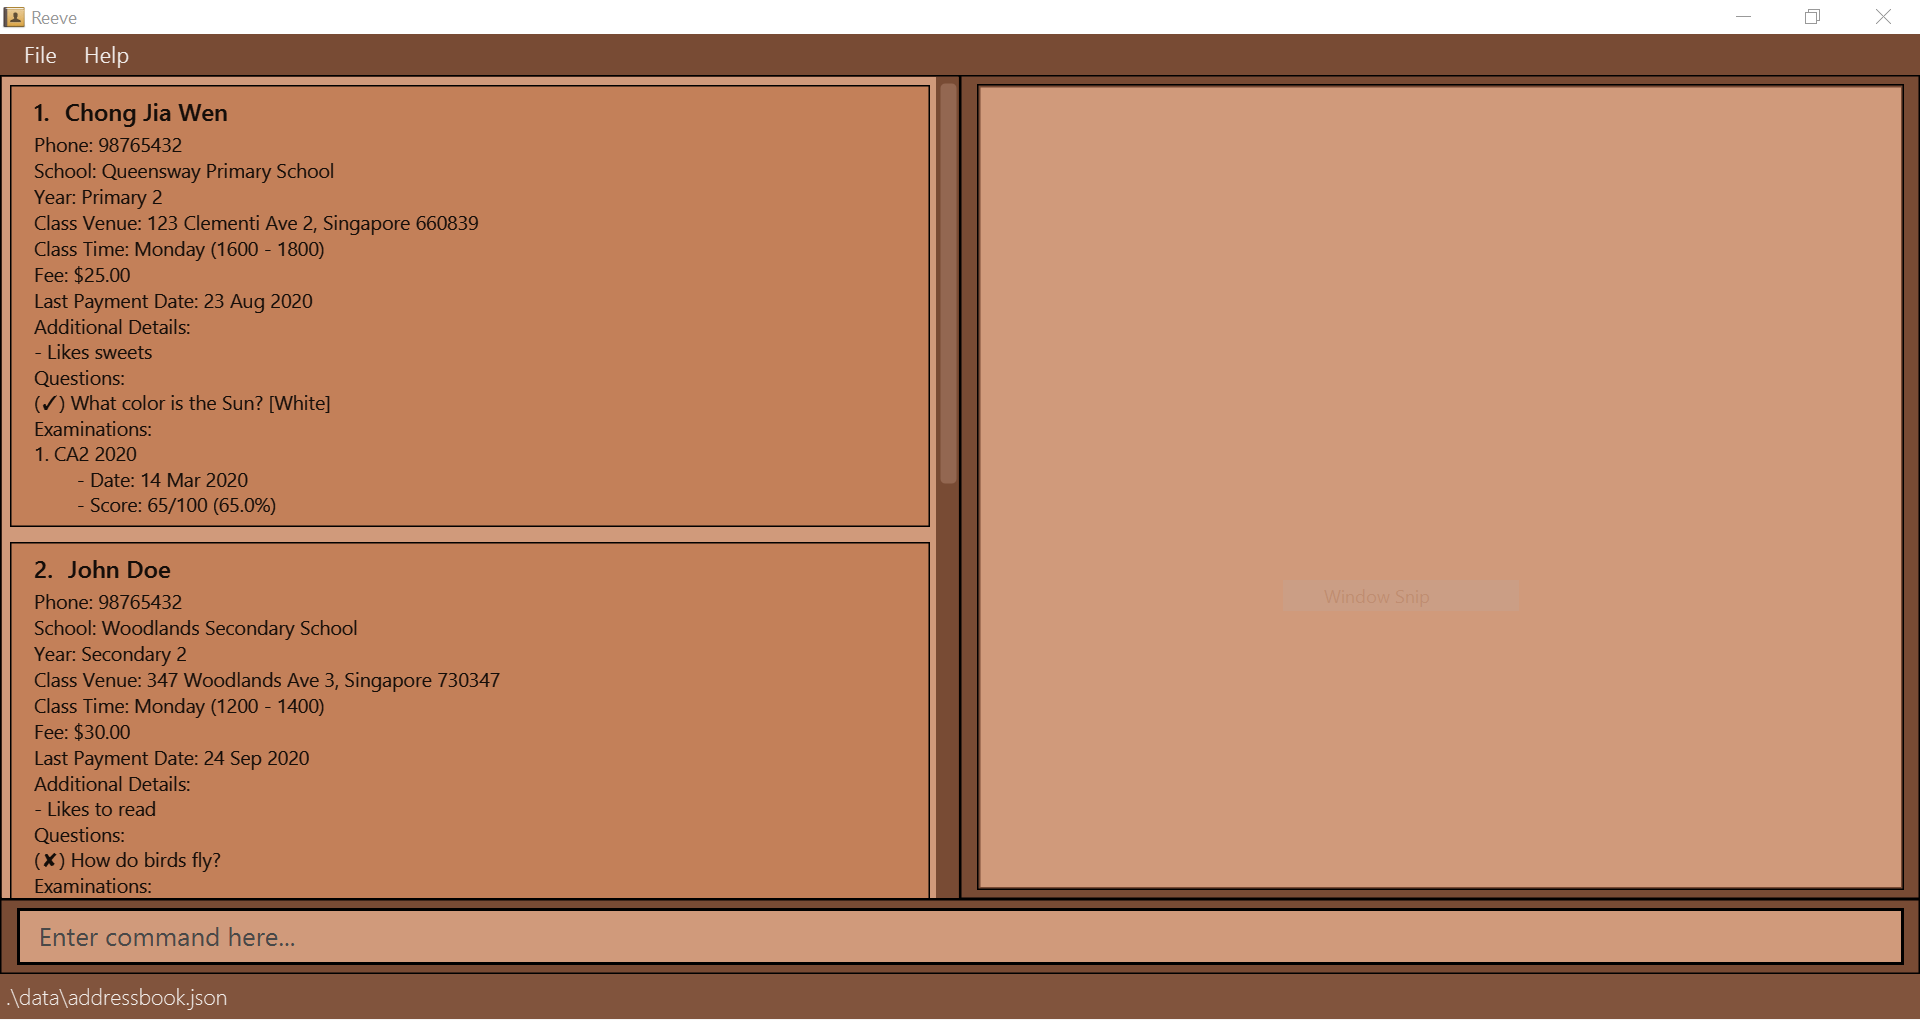 Reeve
File Help
1. Chong Jia Wen
Phone: 98765432
School: Queensway Primary School
Year: Primary 2
Class Venue: 123 Clementi Ave 2, Singapore 660839
Class Time: Monday (1600 - 1800)
Fee: $25.00
Last Payment Date: 23 Aug 2020
Additional Details:
- Likes sweets
Questions:
(✓) What color is the Sun? [White]
Examinations:
1. CA2 2020
- Date: 14 Mar 2020
- Score: 65/100 (65.0%)
2. John Doe
Phone: 98765432
School: Woodlands Secondary School
Year: Secondary 2
Class Venue: 347 Woodlands Ave 3, Singapore 730347
Class Time: Monday (1200 - 1400)
Fee: $30.00
Last Payment Date: 24 Sep 2020
Additional Details:
- Likes to read
Questions:
(✘) How do birds fly?
Examinations:
Window Snip
Enter command here...
.\data\addressbook.json